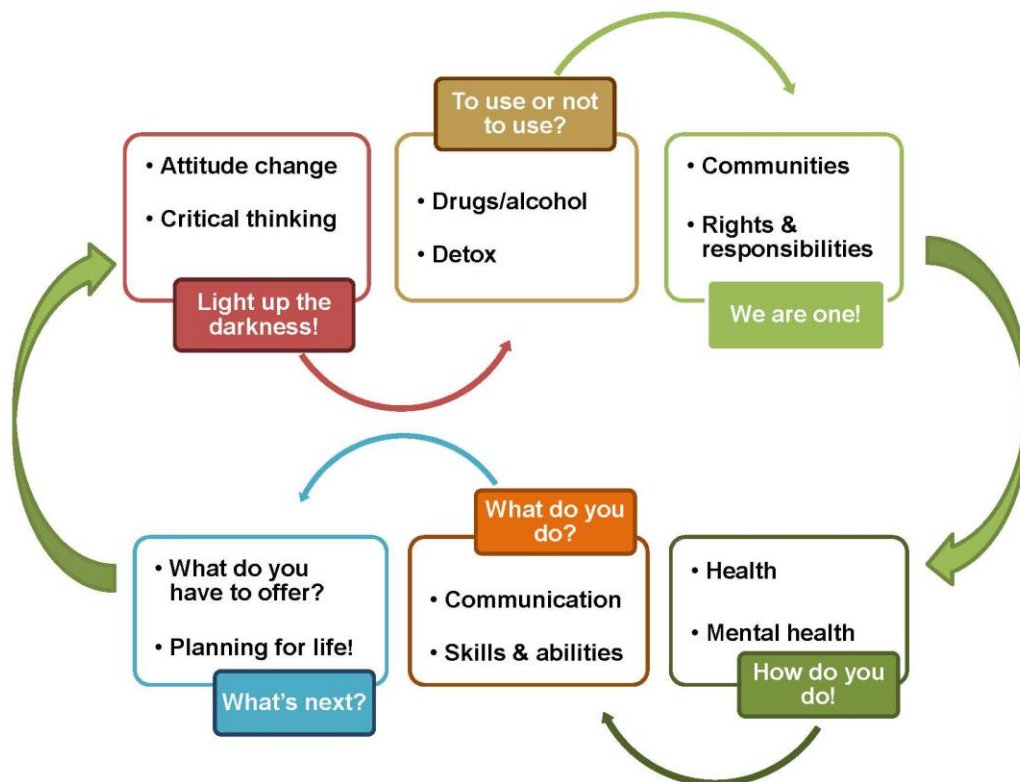 To use or not
to use?
• Attitude change
• Critical thinking
Light up the
darkness!
• Drugs/alcohol
• Detox
• Communities
• Rights &
responsibilities
We are one!
• Health
• Mental health
How do you
do!
What do you
do?
• Communication
• Skills & abilities
• What do you
have to offer?
• Planning for life!
What's next?